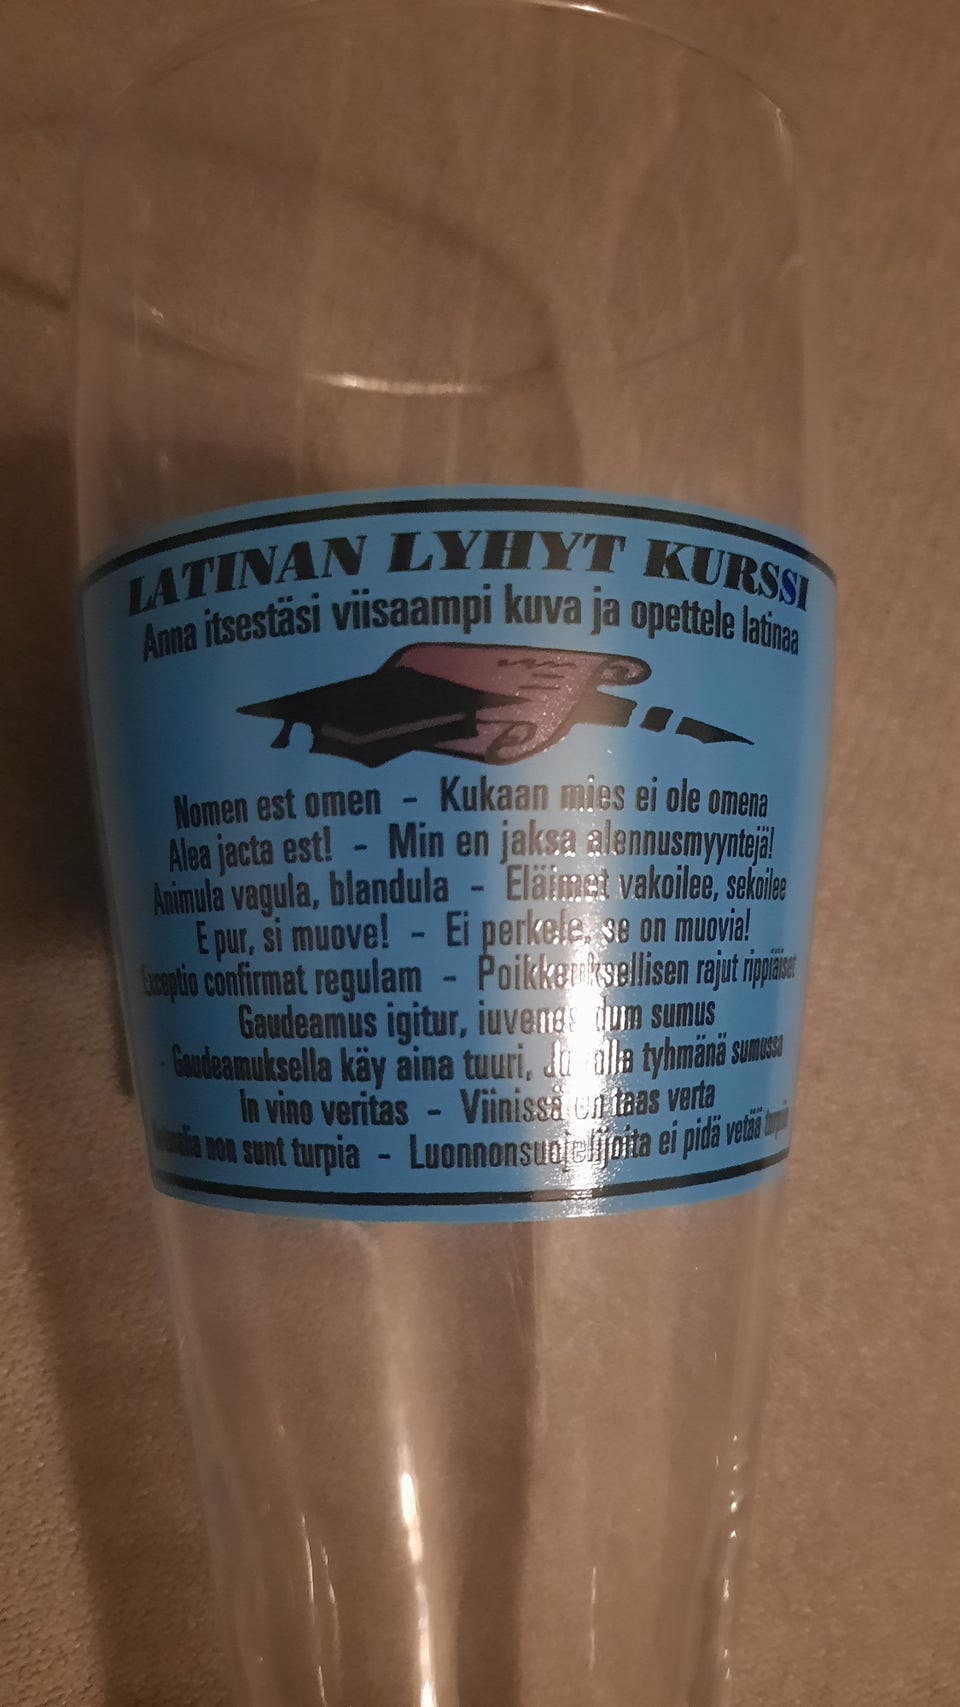 LATINAN LYHYT KURSSI
Anna itsestäsi viisaampi kuva ja opettele latinaa
Nomen est omen - Kukaan mies ei ole omena
Alea jacta est! - Min en jaksa alennusmyyntejä!
Animula vagula, blandula - Eläimet vakoilee, sekoilee
E pur, si muove! - Ei perkele, se on muovia!
Exceptio confirmat regulam - Poikkeuksellisen rajut rippiäiset
Gaudeamus igitur, iuvenes dum sumus
- Gaudeamuksella käy aina tuuri, tyhmänä sumussa
In vino veritas - Viinissä on taas verta
non sunt turpia - Luonnonsuojelijoita ei pidä vetää turpiin